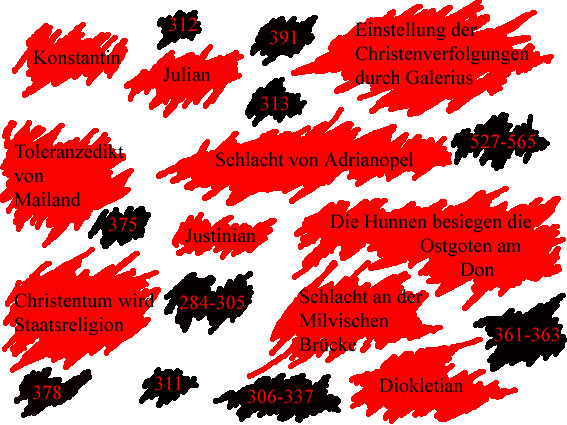 312
391
Einstellung der
Christenverfolgungen
durch Galerius
Konstantin
Julian
313
Toleranzedikt
von
Mailand
Schlacht von Adrianopel
527-565
375
Justinian
Die Hunnen besiegen die
Ostgoten am
Don
Christentum wird
Staatsreligion
284-305
Schlacht an der
Milvischen
Brücke
361-363
378
311
306-337
Diokletian